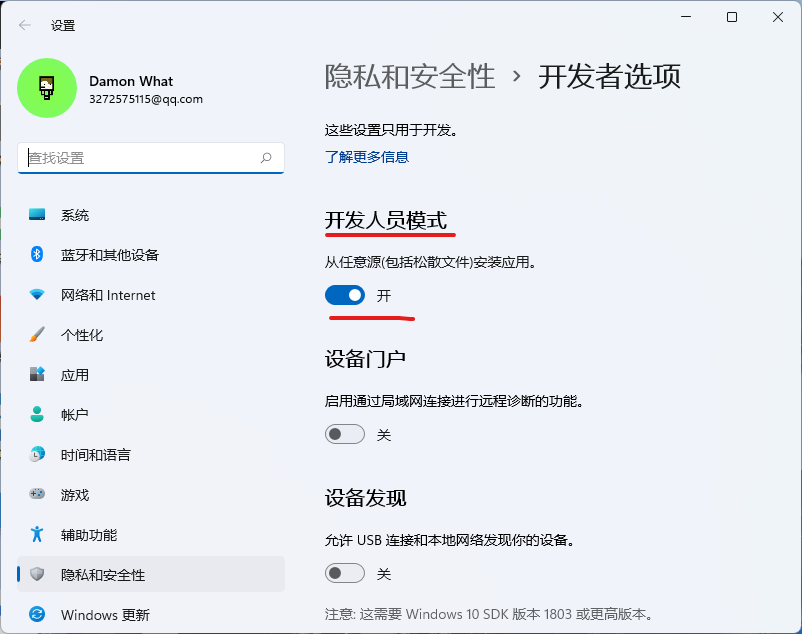 设置
Damon What
3272575115@qq.com
查找设置
系统
蓝牙和其他设备
网络和 Internet
个性化
应用
帐户
时间和语言
游戏
辅助功能
隐私和安全性
Windows 更新
隐私和安全性 › 开发者选项
这些设置只用于开发。
了解更多信息
开发人员模式
从任意源(包括松散文件)安装应用。
开
设备门户
启用通过局域网连接进行远程诊断的功能。
关
设备发现
允许 USB 连接和本地网络发现你的设备。
关
注意: 这需要 Windows 10 SDK 版本 1803 或更高版本。